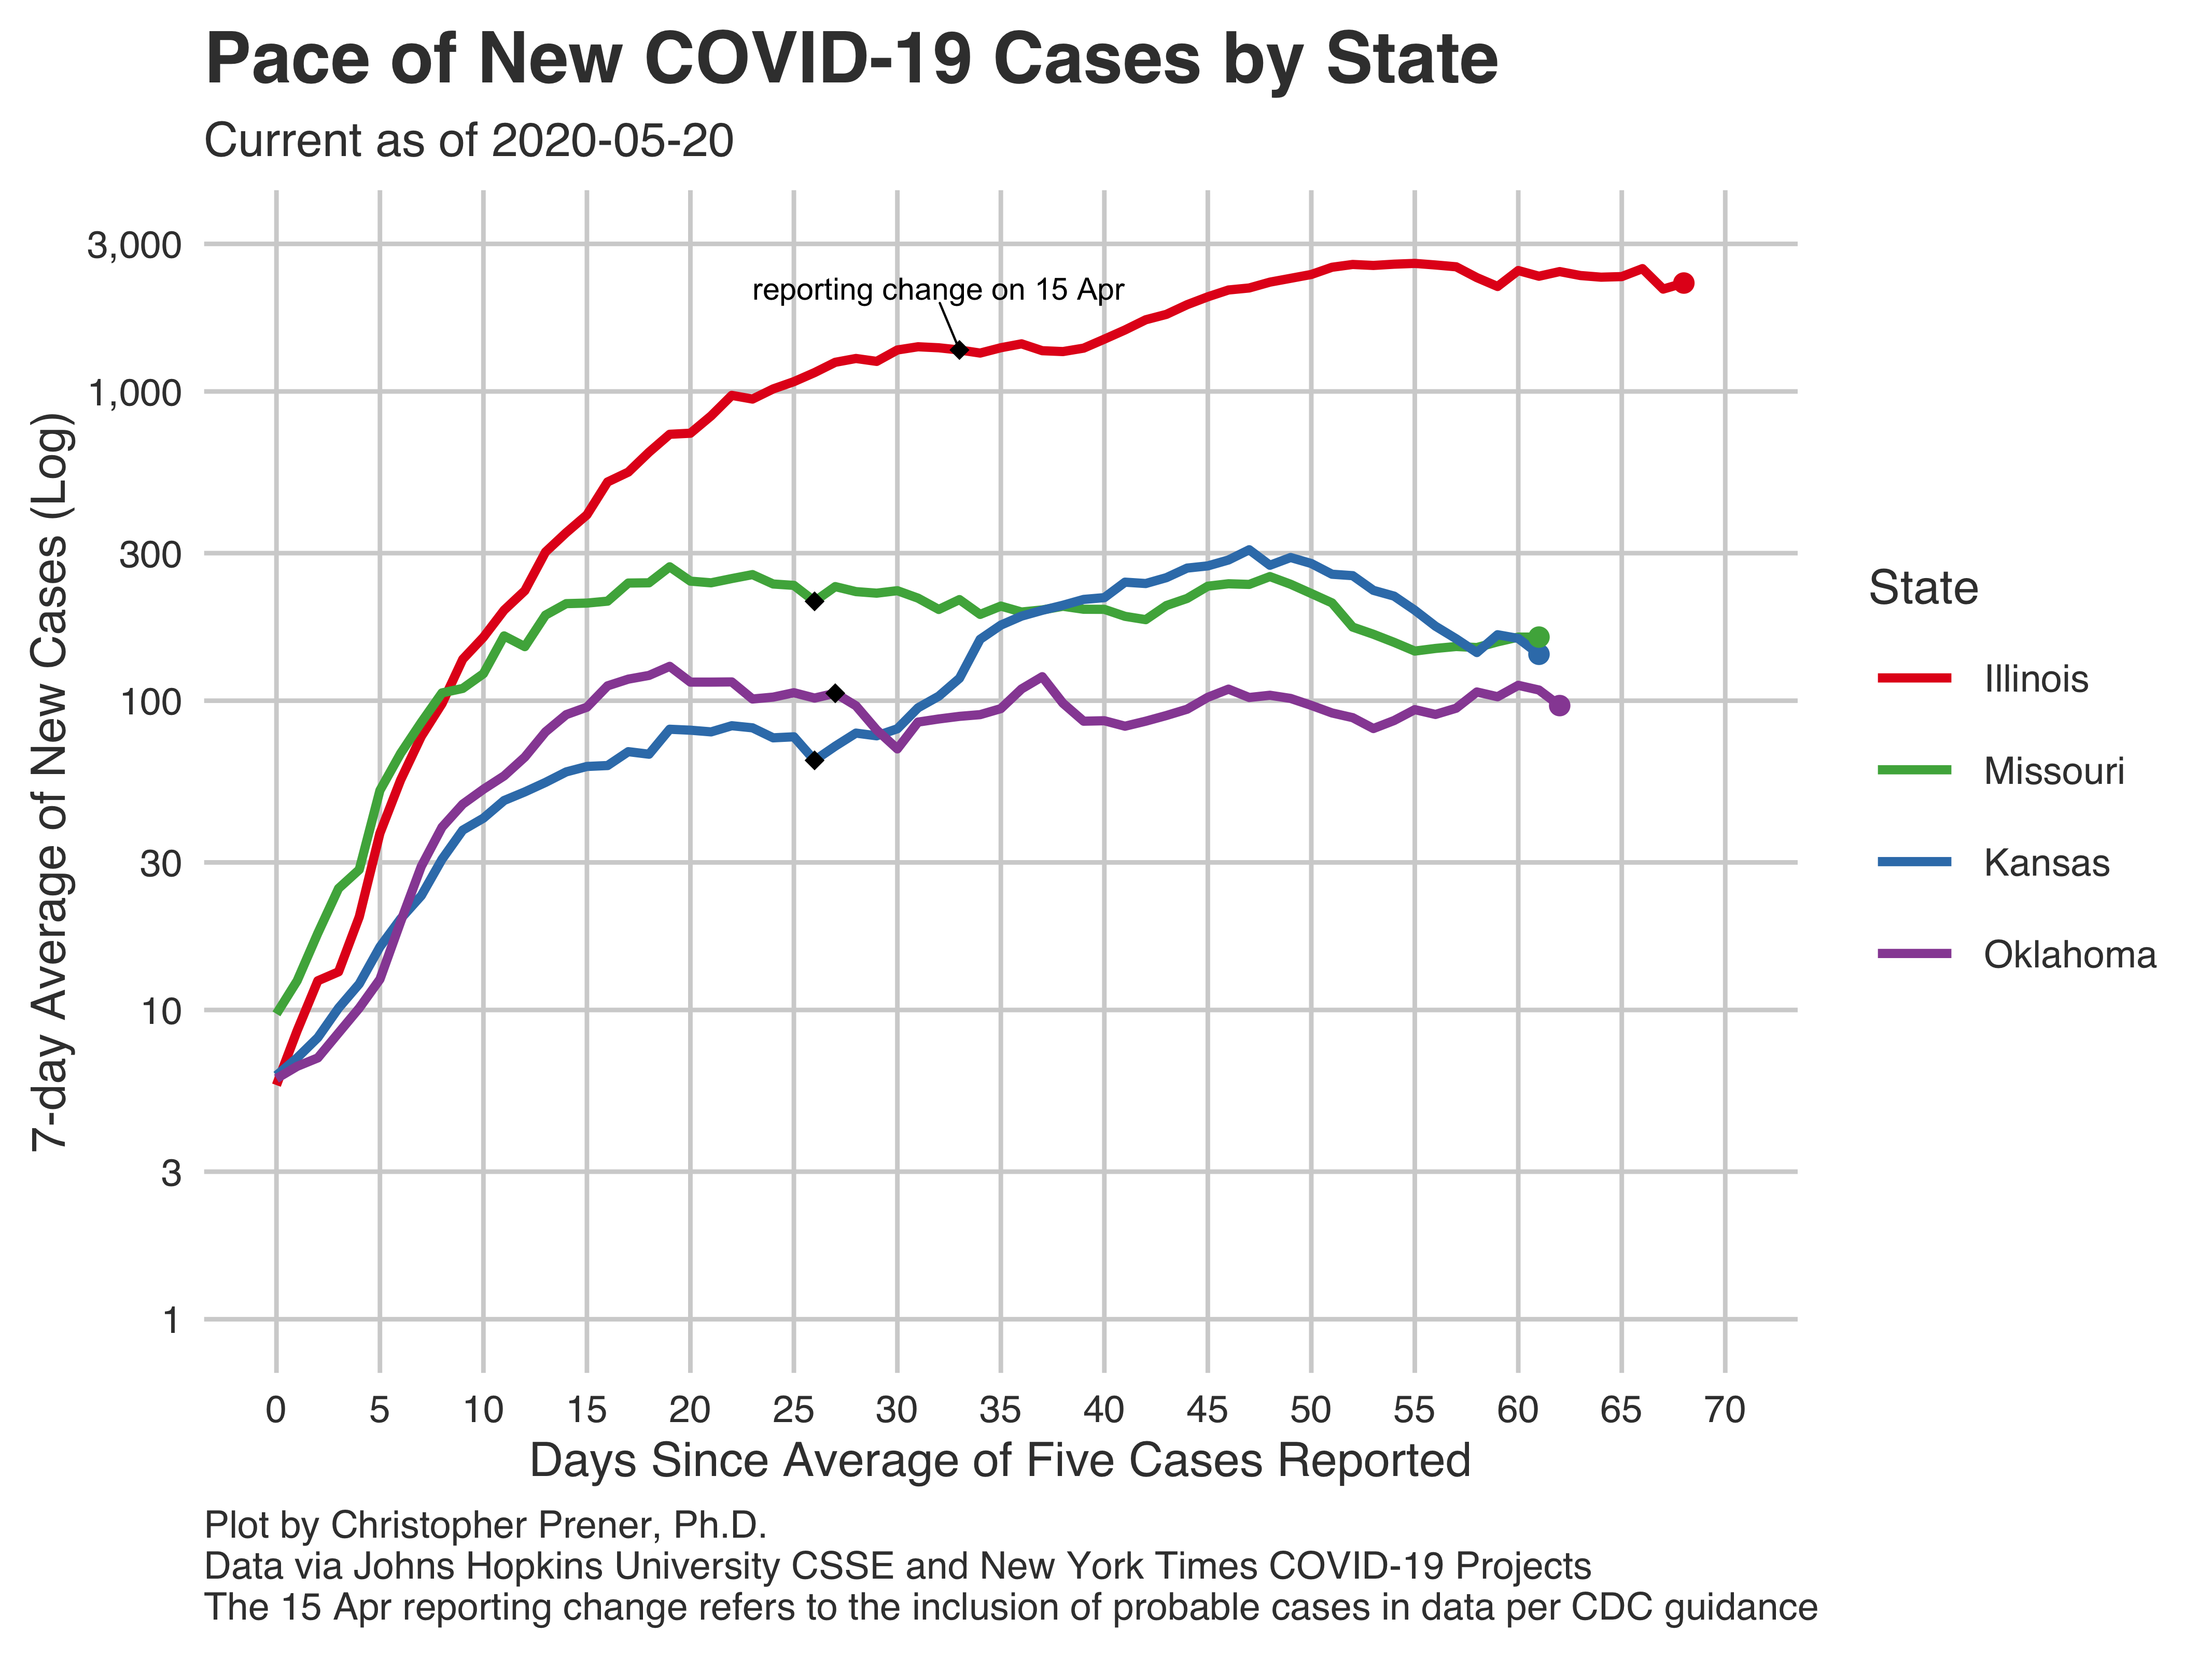 Pace of New COVID-19 Cases by State
Current as of 2020-05-20
7-day Average of New Cases (Log)
3,000
1,000
300
100
30
10
3
1
reporting change on 15 Apr
0 5 10 15 20 25 30 35 40 45 50 55 60 65 70
Days Since Average of Five Cases Reported
State
Illinois
Missouri
Kansas
Oklahoma
Plot by Christopher Prener, Ph.D.
Data via Johns Hopkins University CSSE and New York Times COVID-19 Projects
The 15 Apr reporting change refers to the inclusion of probable cases in data per CDC guidance